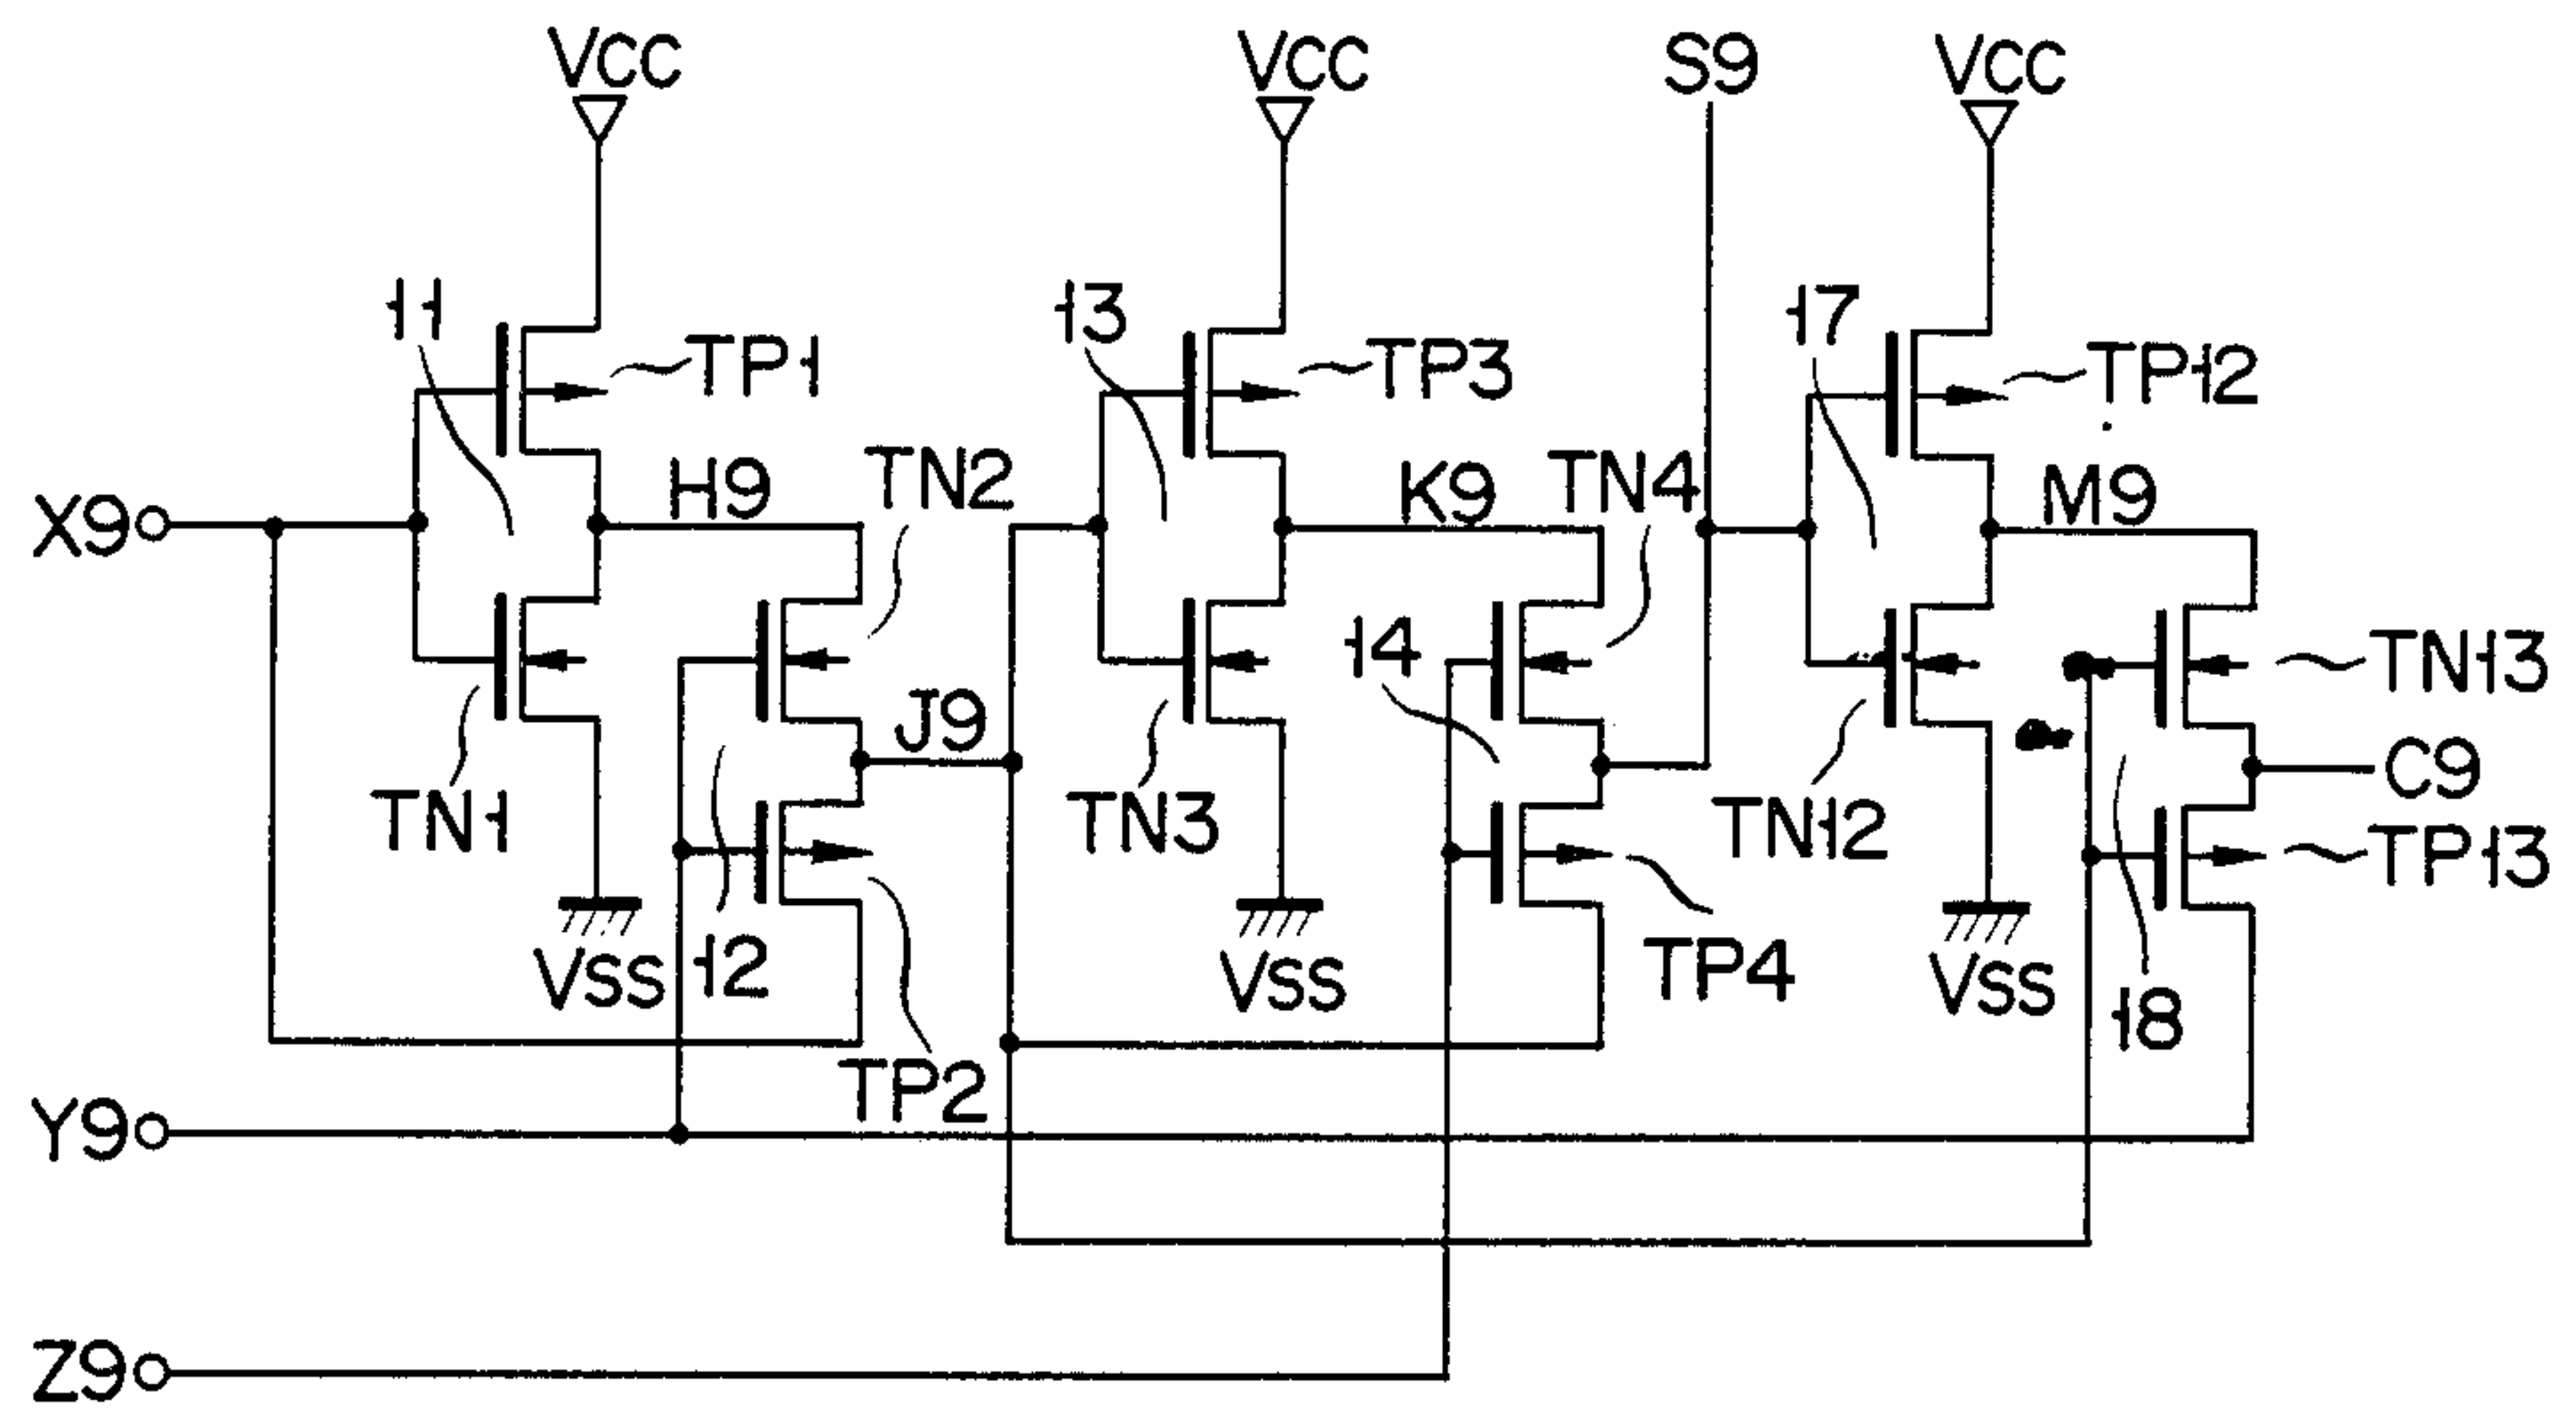 VCC
VCC
S9
VCC
11
13
17
TP1
TP3
TP12
H9
TN2
K9
TN4
M9
X9
14
TN13
J9
C9
TN1
TN3
TN12
TP13
12
TP4
VSS
VSS
VSS
18
TP2
Y9
Z9